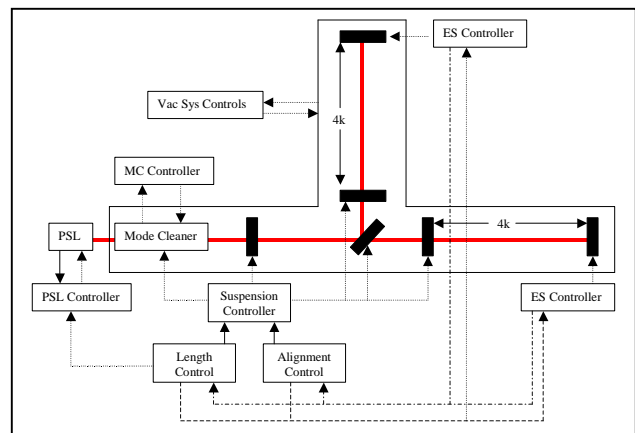 ES Controller
Vac Sys Controls
4k
MC Controller
PSL
Mode Cleaner
4k
PSL Controller
Suspension
Controller
ES Controller
Length
Control
Alignment
Control